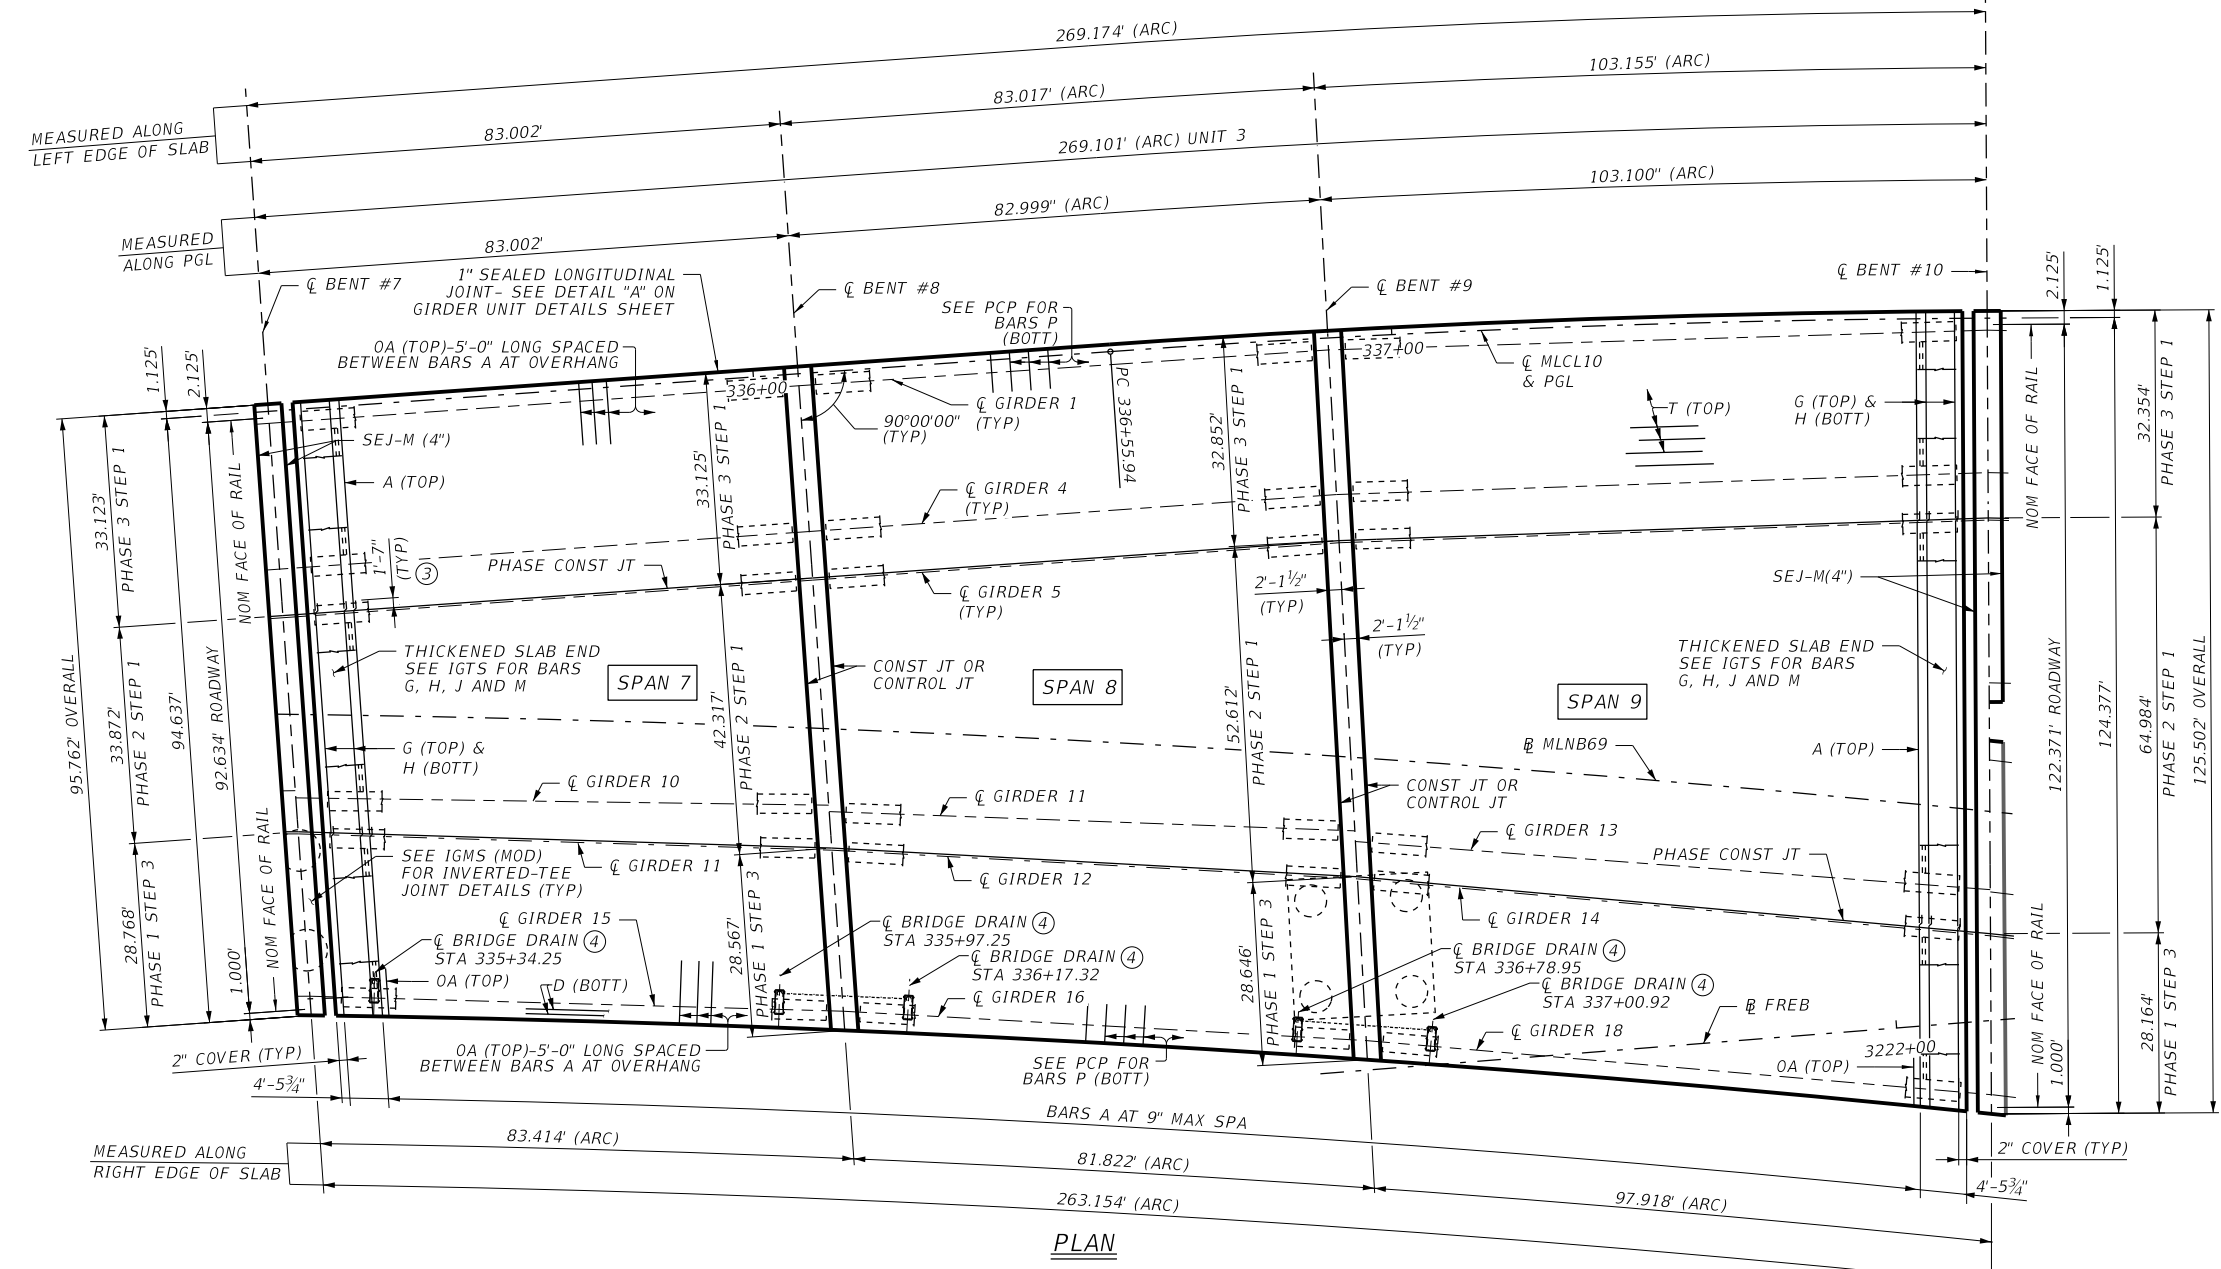 269.174' (ARC)
103.155' (ARC)
83.017' (ARC)
83.002'
MEASURED ALONG
LEFT EDGE OF SLAB
269.101' (ARC) UNIT 3
103.100" (ARC)
82.999" (ARC)
83.002'
MEASURED
ALONG PGL
℄ BENT #7
1" SEALED LONGITUDINAL
JOINT- SEE DETAIL "A" ON
GIRDER UNIT DETAILS SHEET
℄ BENT #8
SEE PCP FOR
BARS P
(BOTT)
℄ BENT #9
℄ BENT #10
2.125'
1.125'
OA (TOP)-5'-0" LONG SPACED
BETWEEN BARS A AT OVERHANG
1.125'
2.125'
336+00
337+00
℄ MLCL10
& PGL
℄ GIRDER 1
(TYP)
90°00'00"
(TYP)
PC 336+55.94
T (TOP)
G (TOP) &
H (BOTT)
SEJ-M (4")
A (TOP)
NOM FACE OF RAIL
33.123'
PHASE 3 STEP 1
33.125'
PHASE 3 STEP 1
32.852'
PHASE 3 STEP 1
NOM FACE OF RAIL
32.354'
PHASE 3 STEP 1
℄ GIRDER 4
(TYP)
1'-7"
(TYP) 3
PHASE CONST JT
℄ GIRDER 5
(TYP)
2'-1½"
(TYP)
2'-1½"
(TYP)
SEJ-M(4")
THICKENED SLAB END
SEE IGTS FOR BARS
G, H, J AND M
SPAN 7
CONST JT OR
CONTROL JT
SPAN 8
SPAN 9
THICKENED SLAB END
SEE IGTS FOR BARS
G, H, J AND M
95.762' OVERALL
33.872'
PHASE 2 STEP 1
94.637'
92.634' ROADWAY
42.317'
PHASE 2 STEP 1
52.612'
PHASE 2 STEP 1
122.371' ROADWAY
124.377'
64.984'
PHASE 2 STEP 1
125.502' OVERALL
G (TOP) &
H (BOTT)
B̲L MLNB69
A (TOP)
℄ GIRDER 10
℄ GIRDER 11
CONST JT OR
CONTROL JT
℄ GIRDER 13
PHASE CONST JT
SEE IGMS (MOD)
FOR INVERTED-TEE
JOINT DETAILS (TYP)
℄ GIRDER 11
℄ GIRDER 12
℄ GIRDER 14
28.768'
PHASE 1 STEP 3
1.000'
NOM FACE OF RAIL
℄ GIRDER 15
℄ BRIDGE DRAIN 4
STA 335+34.25
OA (TOP)
D (BOTT)
28.567'
PHASE 1 STEP 3
℄ BRIDGE DRAIN 4
STA 335+97.25
℄ BRIDGE DRAIN 4
STA 336+17.32
℄ GIRDER 16
28.646'
PHASE 1 STEP 3
℄ BRIDGE DRAIN 4
STA 336+78.95
℄ BRIDGE DRAIN 4
STA 337+00.92
℄ GIRDER 18
BL FREB
3222+00
OA (TOP)
NOM FACE OF RAIL
1.000'
28.164'
PHASE 1 STEP 3
2" COVER (TYP)
4'-5¾"
OA (TOP)-5'-0" LONG SPACED
BETWEEN BARS A AT OVERHANG
SEE PCP FOR
BARS P (BOTT)
BARS A AT 9" MAX SPA
2" COVER (TYP)
4'-5¾"
MEASURED ALONG
RIGHT EDGE OF SLAB
83.414' (ARC)
81.822' (ARC)
97.918' (ARC)
263.154' (ARC)
PLAN